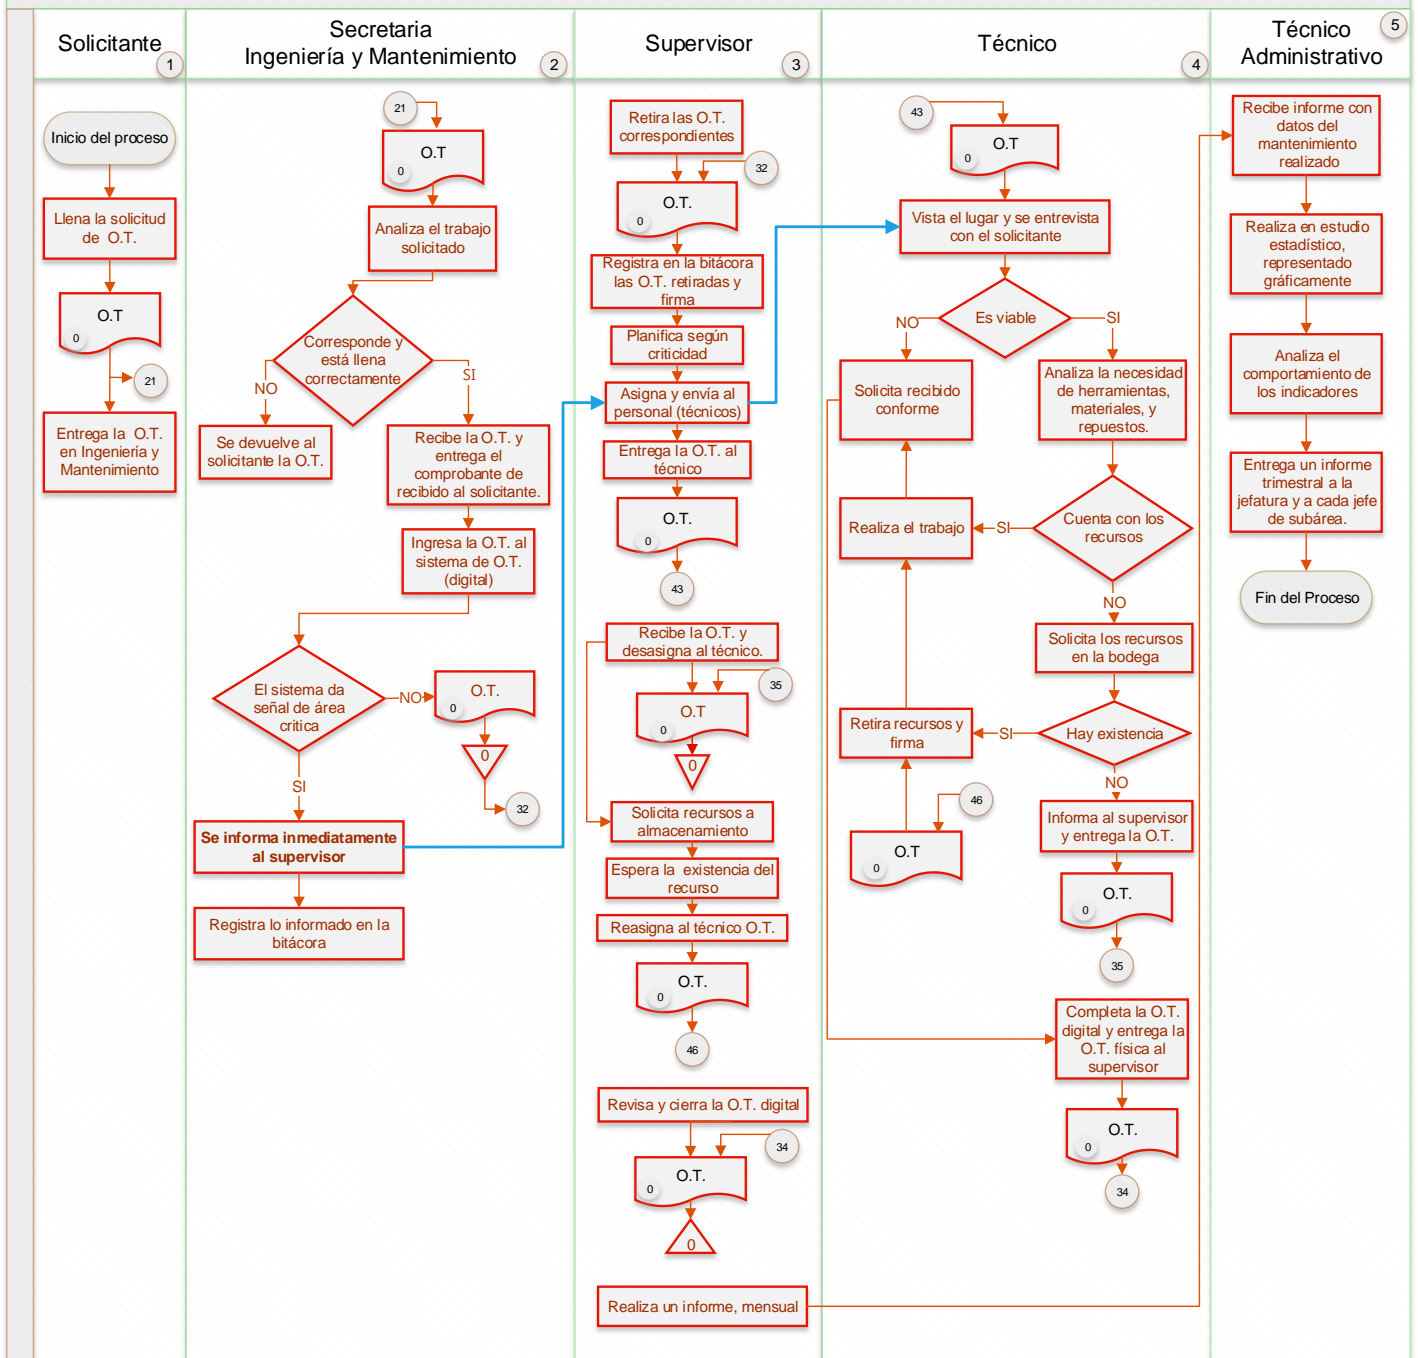 Solicitante
1
Secretaria
Ingeniería y Mantenimiento
2
Supervisor
3
Técnico
4
Técnico
Administrativo
5
Inicio del proceso
Llena la solicitud
de O.T.
O.T
0
21
Entrega la O.T.
en Ingeniería y
Mantenimiento
21
O.T
0
Analiza el trabajo
solicitado
Corresponde y
está llena
correctamente
NO
SI
Se devuelve al
solicitante la O.T.
Recibe la O.T. y
entrega el
comprobante de
recibido al solicitante.
Ingresa la O.T. al
sistema de O.T.
(digital)
El sistema da
señal de área
critica
NO
O.T.
0
0
32
SI
Se informa inmediatamente
al supervisor
Registra lo informado en la
bitácora
Retira las O.T.
correspondientes
32
O.T.
0
Registra en la bitácora
las O.T. retiradas y
firma
Planifica según
criticidad
Asigna y envía al
personal (técnicos)
Entrega la O.T. al
técnico
O.T.
0
43
Recibe la O.T. y
desasigna al técnico.
35
O.T
0
0
Solicita recursos a
almacenamiento
Espera la existencia del
recurso
Reasigna al técnico O.T.
O.T.
0
46
Revisa y cierra la O.T. digital
34
O.T.
0
0
Realiza un informe, mensual
43
O.T
0
Vista el lugar y se entrevista
con el solicitante
Es viable
NO
SI
Solicita recibido
conforme
Analiza la necesidad
de herramientas,
materiales, y
repuestos.
Cuenta con los
recursos
SI
Realiza el trabajo
NO
Solicita los recursos
en la bodega
Hay existencia
SI
Retira recursos y
firma
46
O.T
0
NO
Informa al supervisor
y entrega la O.T.
O.T.
0
35
Completa la O.T.
digital y entrega la
O.T. física al
supervisor
O.T.
0
34
Recibe informe con
datos del
mantenimiento
realizado
Realiza en estudio
estadístico,
representado
gráficamente
Analiza el
comportamiento de
los indicadores
Entrega un informe
trimestral a la
jefatura y a cada jefe
de subárea.
Fin del Proceso